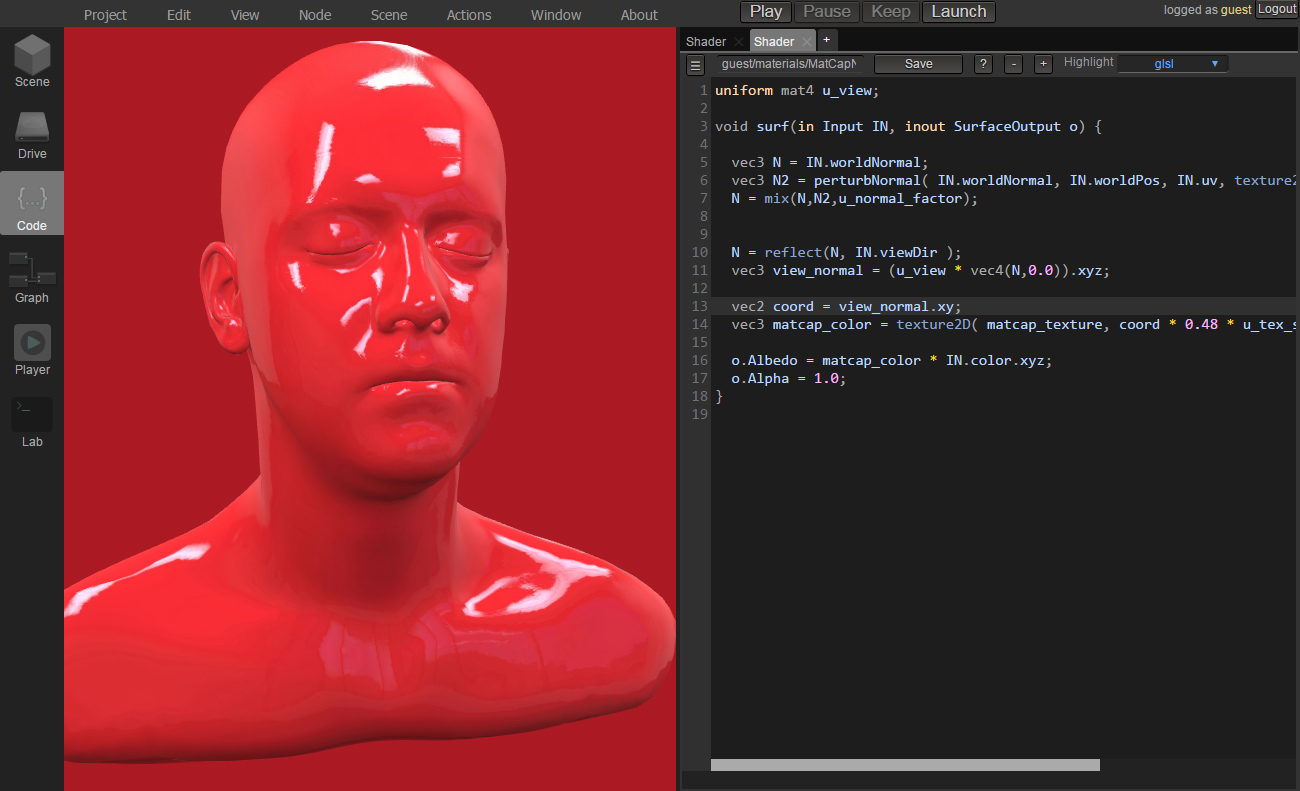 Project Edit View Node Scene Actions Window About Play Pause Keep Launch logged as guest Logout
Scene
Drive
{...}
Code
Graph
Player
>_
Lab
Shader × Shader × +
☰ guest/materials/MatCap Save ? - + Highlight glsl ▼
1 uniform mat4 u_view;
2
3 void surf(in Input IN, inout SurfaceOutput o) {
4
5 vec3 N = IN.worldNormal;
6 vec3 N2 = perturbNormal( IN.worldNormal, IN.worldPos, IN.uv, texture2
7 N = mix(N,N2,u_normal_factor);
8
9
10 N = reflect(N, IN.viewDir );
11 vec3 view_normal = (u_view * vec4(N,0.0)).xyz;
12
13 vec2 coord = view_normal.xy;
14 vec3 matcap_color = texture2D( matcap_texture, coord * 0.48 * u_tex_s
15
16 o.Albedo = matcap_color * IN.color.xyz;
17 o.Alpha = 1.0;
18 }
19